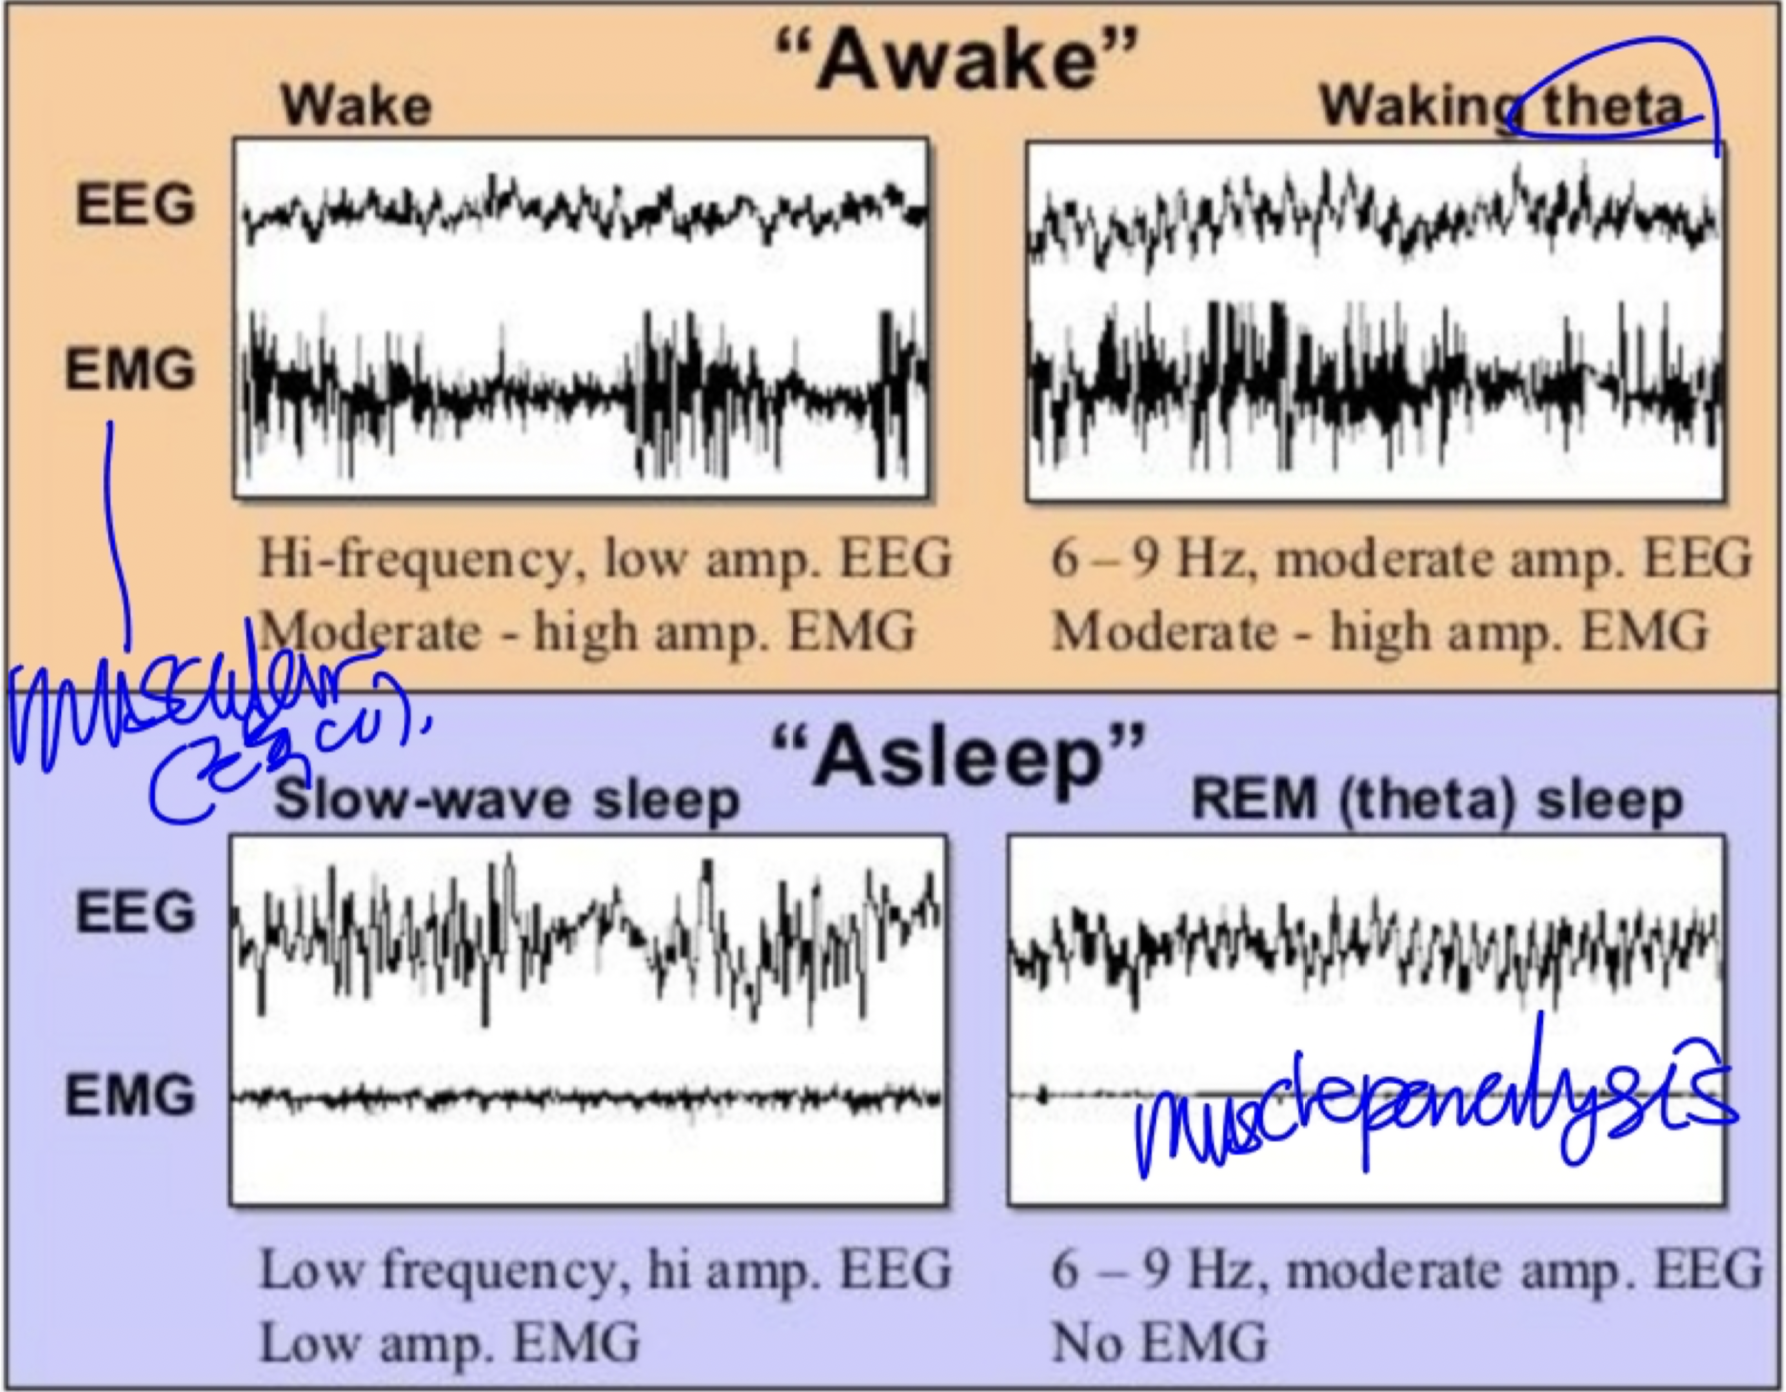 “Awake”
Wake
Waking theta
EEG
EMG
Hi-frequency, low amp. EEG
6 – 9 Hz, moderate amp. EEG
Moderate - high amp. EMG
Moderate - high amp. EMG
muscular
“Asleep”
Slow-wave sleep
REM (theta) sleep
EEG
EMG
muscleparalysis
Low frequency, hi amp. EEG
6 – 9 Hz, moderate amp. EEG
Low amp. EMG
No EMG